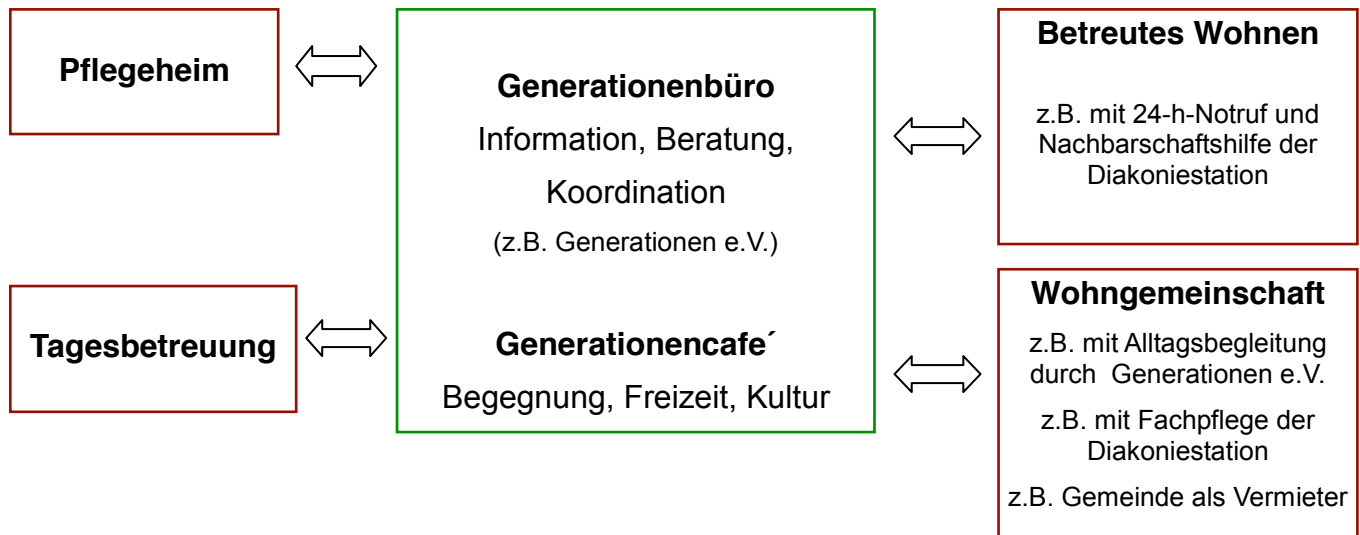 Pflegeheim
Tagesbetreuung
Generationenbüro
Information, Beratung,
Koordination
(z.B. Generationen e.V.)
Generationencafe´
Begegnung, Freizeit, Kultur
Betreutes Wohnen
z.B. mit 24-h-Notruf und
Nachbarschaftshilfe der
Diakoniestation
Wohngemeinschaft
z.B. mit Alltagsbegleitung
durch  Generationen e.V.
z.B. mit Fachpflege der
Diakoniestation
z.B. Gemeinde als Vermieter